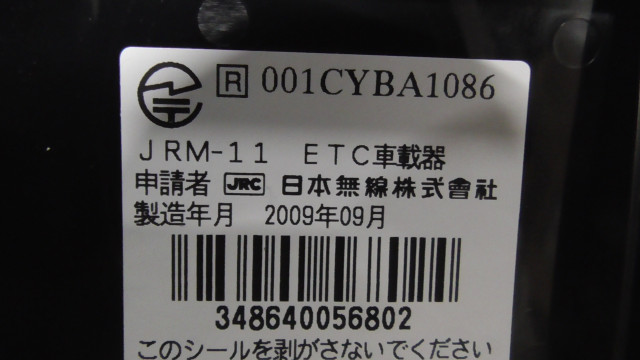 R 001CYBA1086
JRM-11 ETC車載器
申請者 JRC 日本無線株式會社
製造年月 2009年09月
348640056802
このシールを剥がさないでください